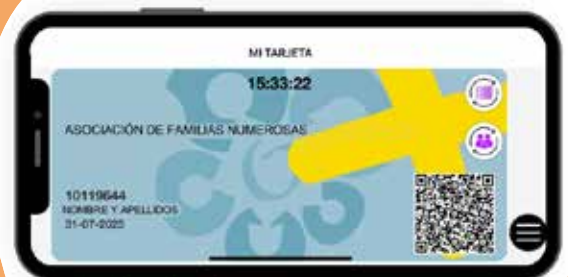 MI TARJETA
15:33:22
ASOCIACIÓN DE FAMILIAS NUMEROSAS
10119644
NOMBRE Y APELLIDOS
31-07-2025